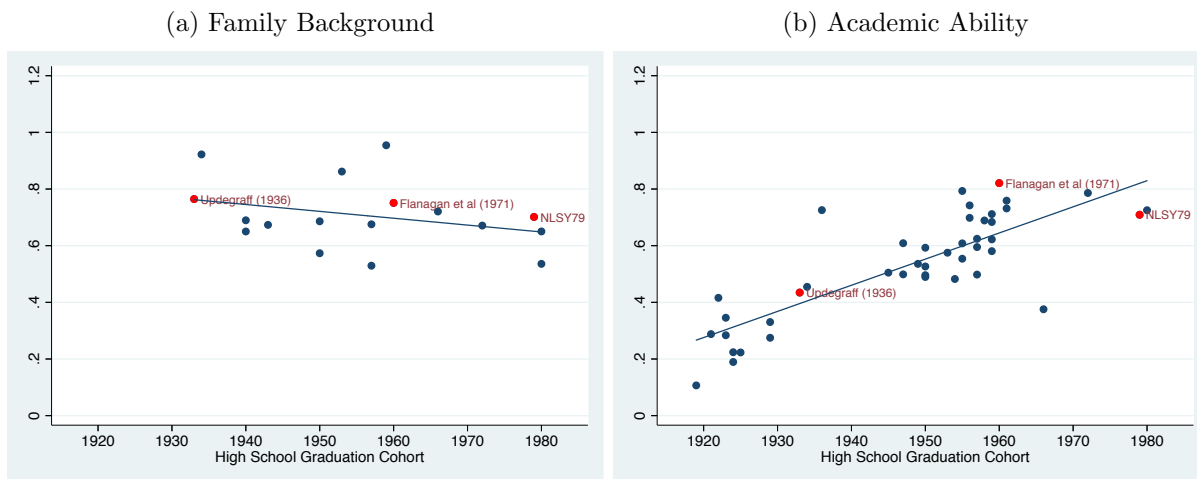 (a) Family Background
1.2
1
.8
.6
.4
.2
0
Updegraff (1936)
Flanagan et al (1971)
NLSY79
1920 1930 1940 1950 1960 1970 1980
High School Graduation Cohort
(b) Academic Ability
1.2
1
.8
.6
.4
.2
0
Flanagan et al (1971)
NLSY79
Updegraff (1936)
1920 1930 1940 1950 1960 1970 1980
High School Graduation Cohort